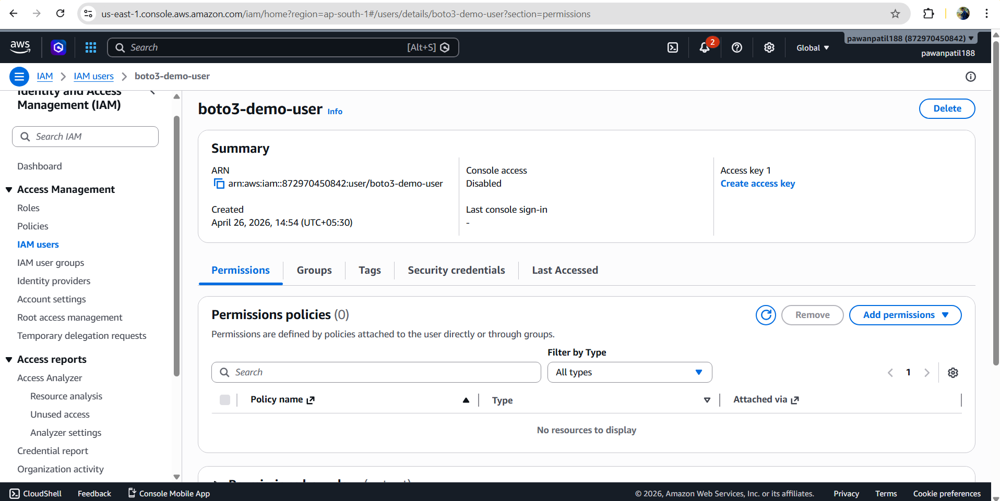 us-east-1.console.aws.amazon.com/iam/home?region=ap-south-1#/users/details/boto3-demo-user?section=permissions
aws
Search
[Alt+S]
2
Global
pawanpatil188 (872970450842)
pawanpatil188
IAM
IAM users
boto3-demo-user
Identity and Access
Management (IAM)
Search IAM
Dashboard
Access Management
Roles
Policies
IAM users
IAM user groups
Identity providers
Account settings
Root access management
Temporary delegation requests
Access reports
Access Analyzer
Resource analysis
Unused access
Analyzer settings
Credential report
Organization activity
boto3-demo-user
Info
Delete
Summary
ARN
arn:aws:iam::872970450842:user/boto3-demo-user
Created
April 26, 2026, 14:54 (UTC+05:30)
Console access
Disabled
Last console sign-in
-
Access key 1
Create access key
Permissions
Groups
Tags
Security credentials
Last Accessed
Permissions policies (0)
Remove
Add permissions
Permissions are defined by policies attached to the user directly or through groups.
Filter by Type
Search
All types
1
Policy name
Type
Attached via
No resources to display
CloudShell
Feedback
Console Mobile App
© 2026, Amazon Web Services, Inc. or its affiliates.
Privacy
Terms
Cookie preferences